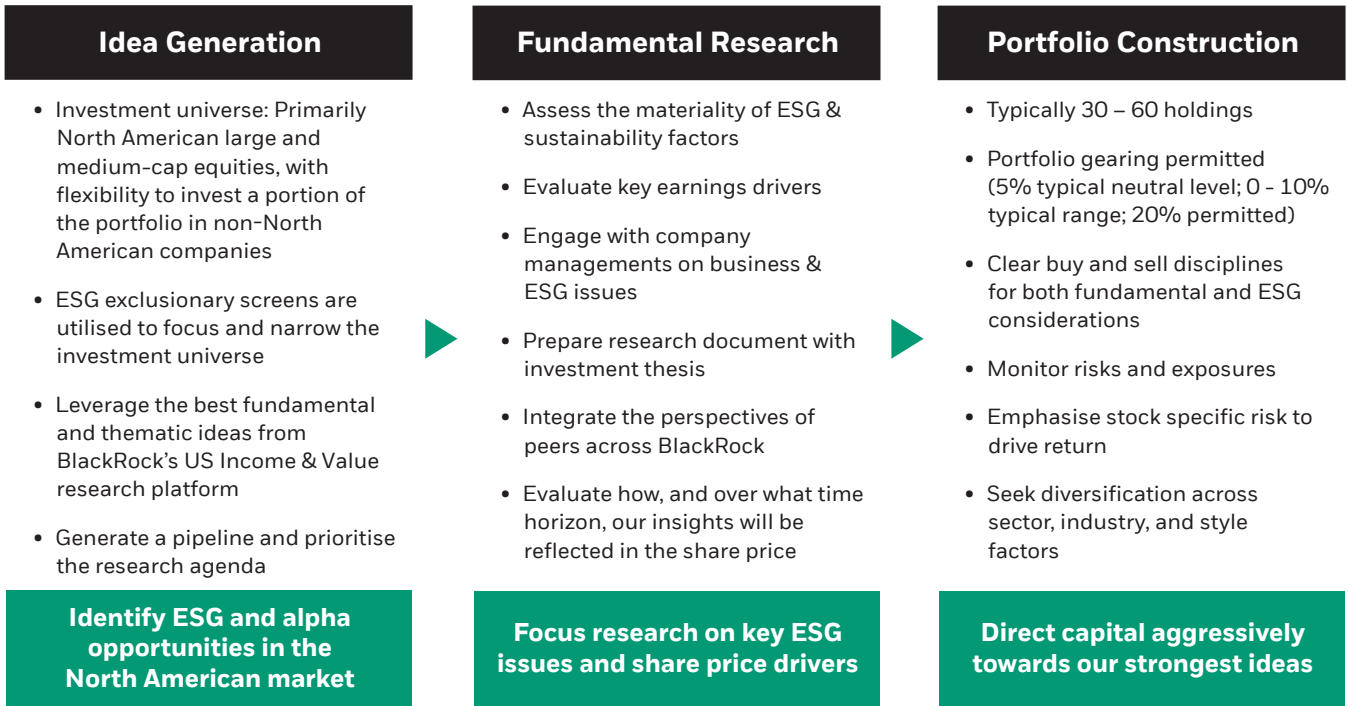 Idea Generation
• Investment universe: Primarily
North American large and
medium-cap equities, with
flexibility to invest a portion of
the portfolio in non-North
American companies
• ESG exclusionary screens are
utilised to focus and narrow the
investment universe
• Leverage the best fundamental
and thematic ideas from
BlackRock’s US Income & Value
research platform
• Generate a pipeline and prioritise
the research agenda
Identify ESG and alpha
opportunities in the
North American market
Fundamental Research
• Assess the materiality of ESG &
sustainability factors
• Evaluate key earnings drivers
• Engage with company
managements on business &
ESG issues
• Prepare research document with
investment thesis
• Integrate the perspectives of
peers across BlackRock
• Evaluate how, and over what time
horizon, our insights will be
reflected in the share price
Focus research on key ESG
issues and share price drivers
Portfolio Construction
• Typically 30 – 60 holdings
• Portfolio gearing permitted
(5% typical neutral level; 0 - 10%
typical range; 20% permitted)
• Clear buy and sell disciplines
for both fundamental and ESG
considerations
• Monitor risks and exposures
• Emphasise stock specific risk to
drive return
• Seek diversification across
sector, industry, and style
factors
Direct capital aggressively
towards our strongest ideas